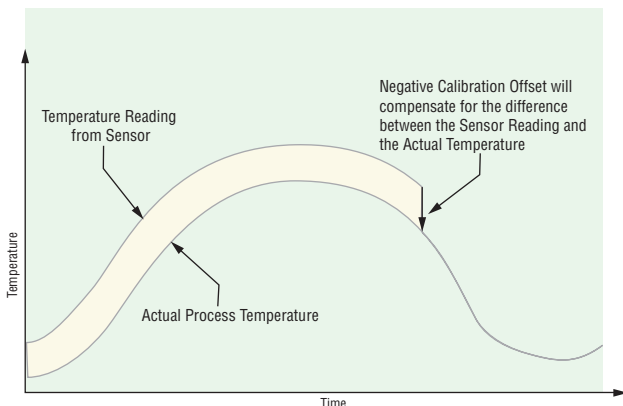 Negative Calibration Offset will
compensate for the difference
between the Sensor Reading and
the Actual Temperature
Temperature Reading
from Sensor
Temperature
Actual Process Temperature
Time